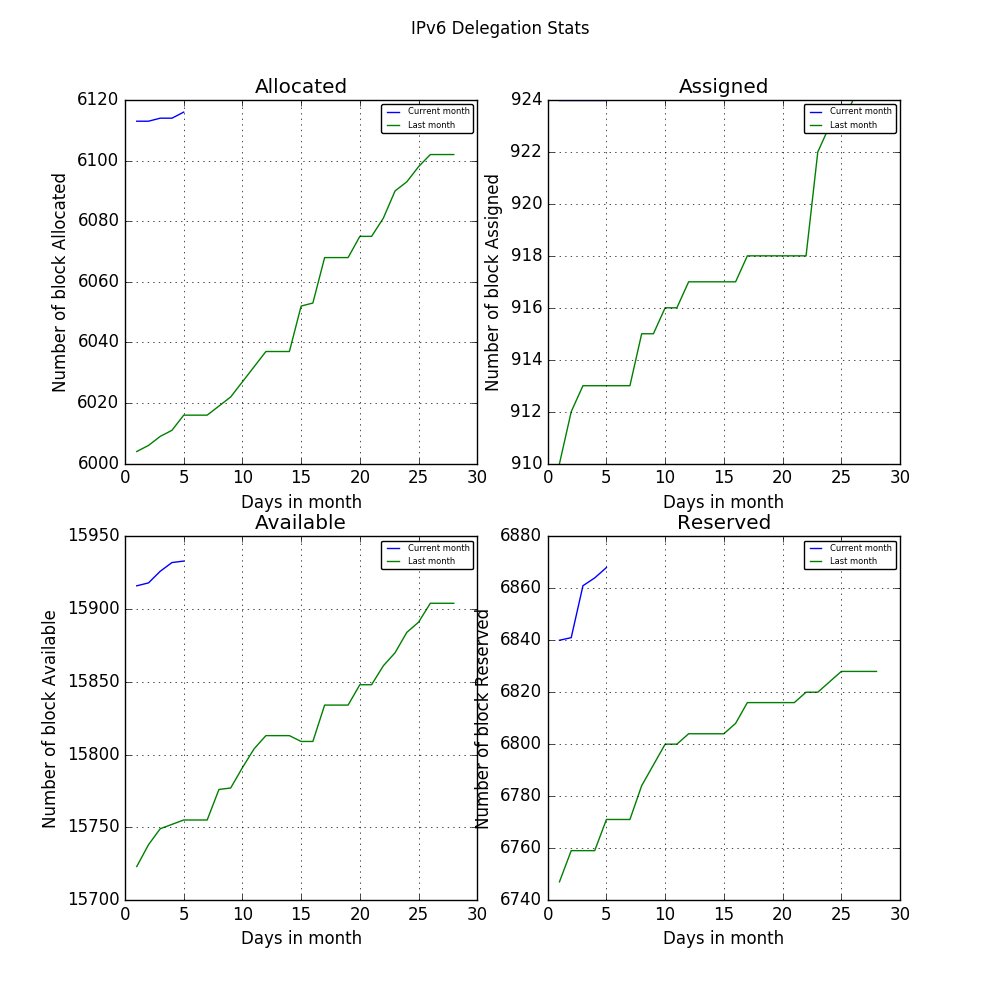 IPv6 Delegation Stats
Allocated
Number of block Allocated
6120
6100
6080
6060
6040
6020
6000
Current month
Last month
0 5 10 15 20 25 30
Days in month
Assigned
Number of block Assigned
924
922
920
918
916
914
912
910
Current month
Last month
0 5 10 15 20 25 30
Days in month
Available
Number of block Available
15950
15900
15850
15800
15750
15700
Current month
Last month
0 5 10 15 20 25 30
Days in month
Reserved
Number of block Reserved
6880
6860
6840
6820
6800
6780
6760
6740
Current month
Last month
0 5 10 15 20 25 30
Days in month